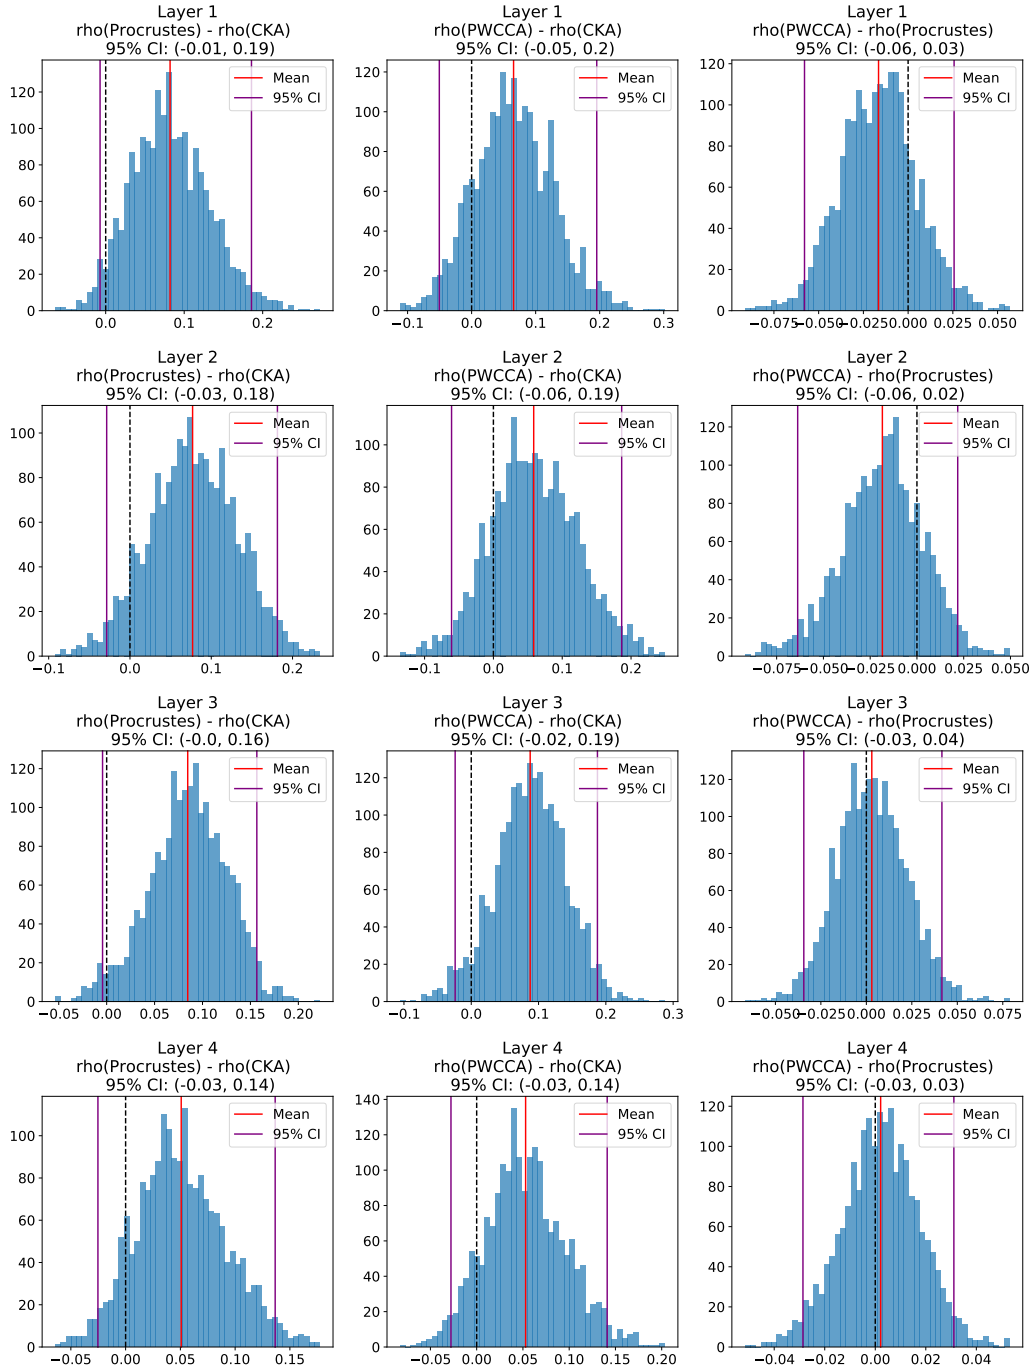 Layer 1
rho(Procrustes) - rho(CKA)
95% CI: (-0.01, 0.19)
Mean
95% CI
120
100
80
60
40
20
0
0.0 0.1 0.2
Layer 1
rho(PWCCA) - rho(CKA)
95% CI: (-0.05, 0.2)
Mean
95% CI
120
100
80
60
40
20
0
−0.1 0.0 0.1 0.2 0.3
Layer 1
rho(PWCCA) - rho(Procrustes)
95% CI: (-0.06, 0.03)
Mean
95% CI
120
100
80
60
40
20
0
−0.075 −0.050 −0.025 0.000 0.025 0.050
Layer 2
rho(Procrustes) - rho(CKA)
95% CI: (-0.03, 0.18)
Mean
95% CI
100
80
60
40
20
0
−0.1 0.0 0.1 0.2
Layer 2
rho(PWCCA) - rho(CKA)
95% CI: (-0.06, 0.19)
Mean
95% CI
100
80
60
40
20
0
−0.1 0.0 0.1 0.2
Layer 2
rho(PWCCA) - rho(Procrustes)
95% CI: (-0.06, 0.02)
Mean
95% CI
120
100
80
60
40
20
0
−0.075 −0.050 −0.025 0.000 0.025 0.050
Layer 3
rho(Procrustes) - rho(CKA)
95% CI: (-0.0, 0.16)
Mean
95% CI
120
100
80
60
40
20
0
−0.05 0.00 0.05 0.10 0.15 0.20
Layer 3
rho(PWCCA) - rho(CKA)
95% CI: (-0.02, 0.19)
Mean
95% CI
120
100
80
60
40
20
0
−0.1 0.0 0.1 0.2 0.3
Layer 3
rho(PWCCA) - rho(Procrustes)
95% CI: (-0.03, 0.04)
Mean
95% CI
120
100
80
60
40
20
0
−0.050 −0.025 0.000 0.025 0.050 0.075
Layer 4
rho(Procrustes) - rho(CKA)
95% CI: (-0.03, 0.14)
Mean
95% CI
100
80
60
40
20
0
−0.05 0.00 0.05 0.10 0.15
Layer 4
rho(PWCCA) - rho(CKA)
95% CI: (-0.03, 0.14)
Mean
95% CI
140
120
100
80
60
40
20
0
−0.05 0.00 0.05 0.10 0.15 0.20
Layer 4
rho(PWCCA) - rho(Procrustes)
95% CI: (-0.03, 0.03)
Mean
95% CI
120
100
80
60
40
20
0
−0.04 −0.02 0.00 0.02 0.04